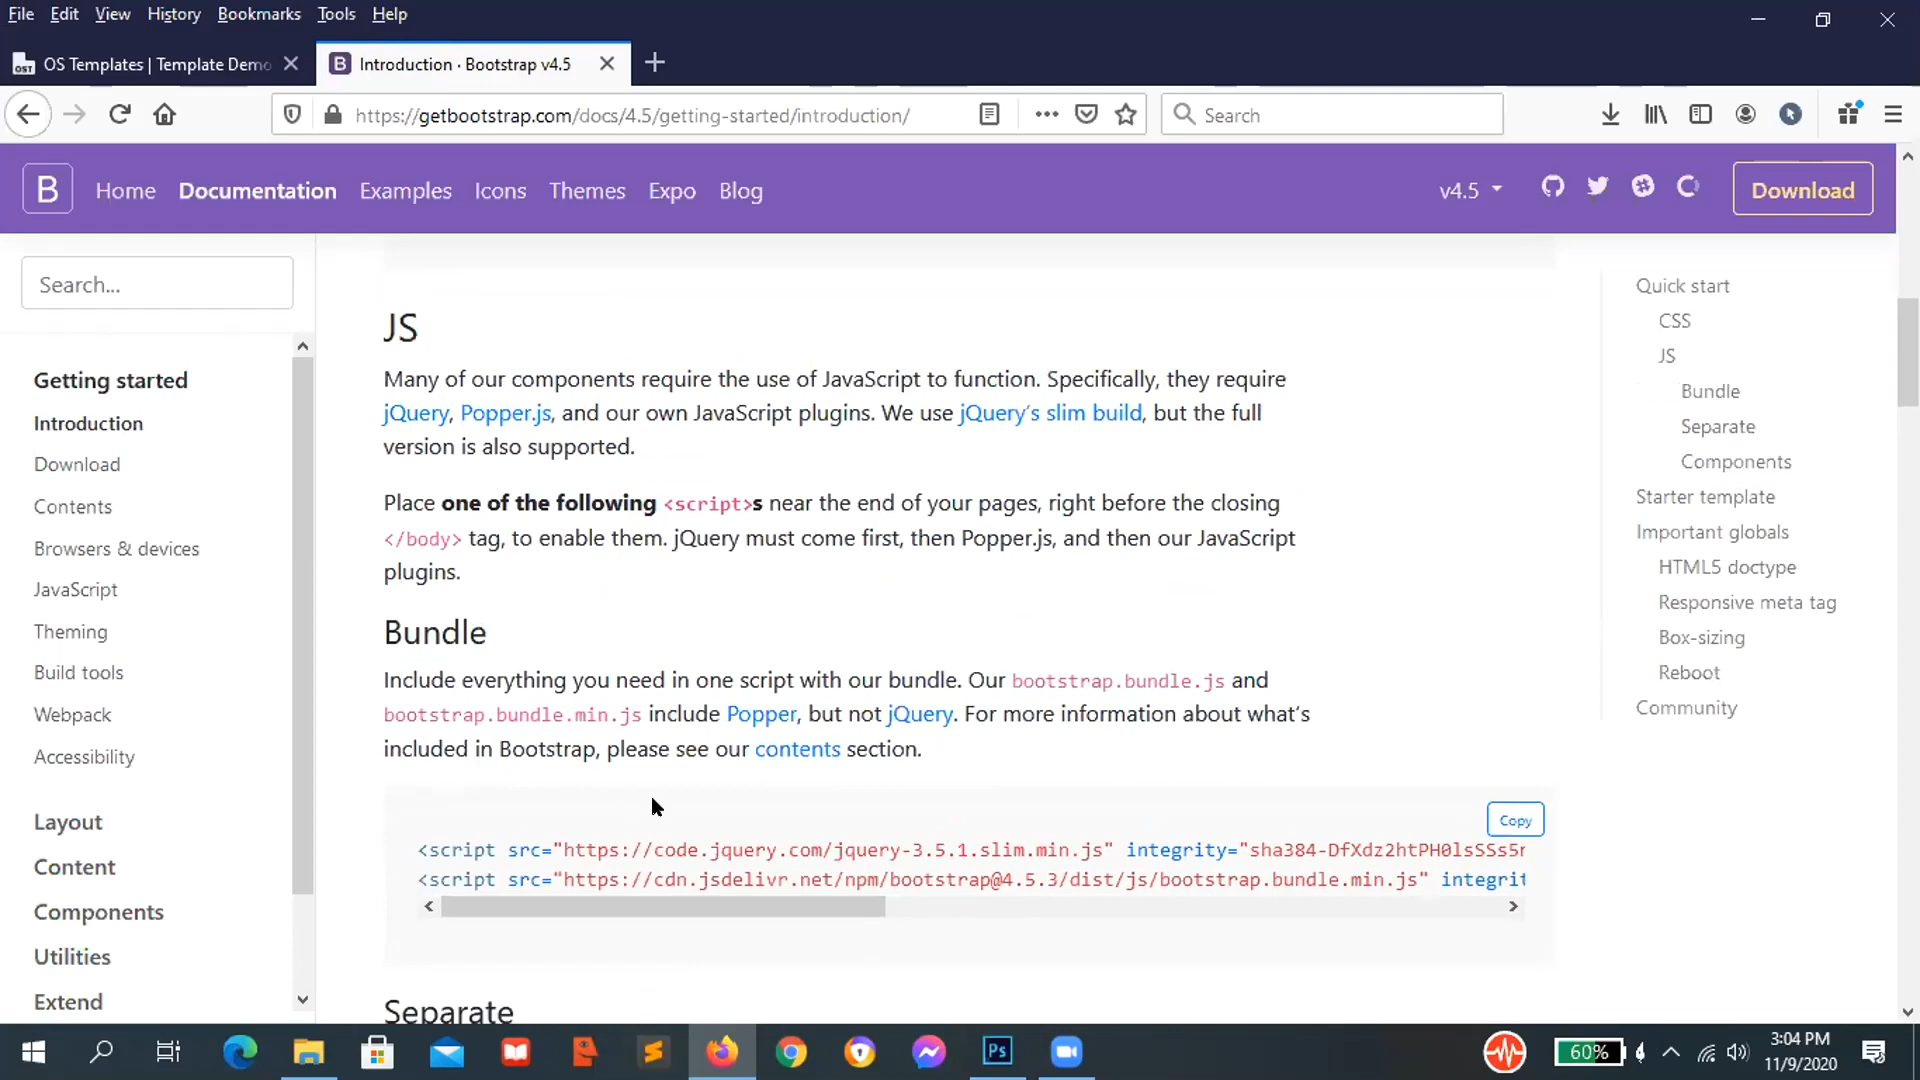 File Edit View History Bookmarks Tools Help
OST OS Templates | Template Demo
B Introduction · Bootstrap v4.5
https://getbootstrap.com/docs/4.5/getting-started/introduction/
Search
B Home Documentation Examples Icons Themes Expo Blog v4.5 Download
Search...
Getting started
Introduction
Download
Contents
Browsers & devices
JavaScript
Theming
Build tools
Webpack
Accessibility
Layout
Content
Components
Utilities
Extend
JS
Many of our components require the use of JavaScript to function. Specifically, they require
jQuery, Popper.js, and our own JavaScript plugins. We use jQuery's slim build, but the full
version is also supported.
Place one of the following <script>s near the end of your pages, right before the closing
</body> tag, to enable them. jQuery must come first, then Popper.js, and then our JavaScript
plugins.
Bundle
Include everything you need in one script with our bundle. Our bootstrap.bundle.js and
bootstrap.bundle.min.js include Popper, but not jQuery. For more information about what's
included in Bootstrap, please see our contents section.
Copy
<script src="https://code.jquery.com/jquery-3.5.1.slim.min.js" integrity="sha384-DfXdz2htPH0lsSSs5n
<script src="https://cdn.jsdelivr.net/npm/bootstrap@4.5.3/dist/js/bootstrap.bundle.min.js" integrit
Separate
Quick start
CSS
JS
Bundle
Separate
Components
Starter template
Important globals
HTML5 doctype
Responsive meta tag
Box-sizing
Reboot
Community
Ps
60%
3:04 PM
11/9/2020